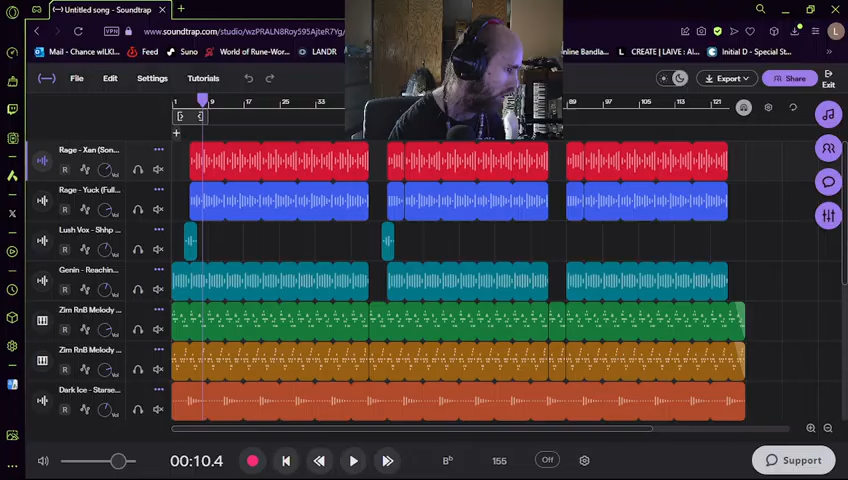 Untitled song - Soundtrap
VPN
www.soundtrap.com/studio/wzPRALN8Roy595AjteR7Yg/
Mail - Chance wILKI...
Feed
Suno
World of Rune-Wor...
LANDR
Online Bandla...
CREATE | LAIVE : AI...
Initial D - Special St...
L
File
Edit
Settings
Tutorials
Export
Share
Exit
1 9 17 25 33 89 97 105 113 121
Rage - Xan (Son...
R
Vol
Rage - Yuck (Full...
R
Vol
Lush Vox - Shhp ...
R
Vol
Genin - Reachin...
R
Vol
Zim RnB Melody ...
R
Vol
Zim RnB Melody ...
R
Vol
Dark Ice - Starse...
R
Vol
00:10.4
Bb
155
Off
Support